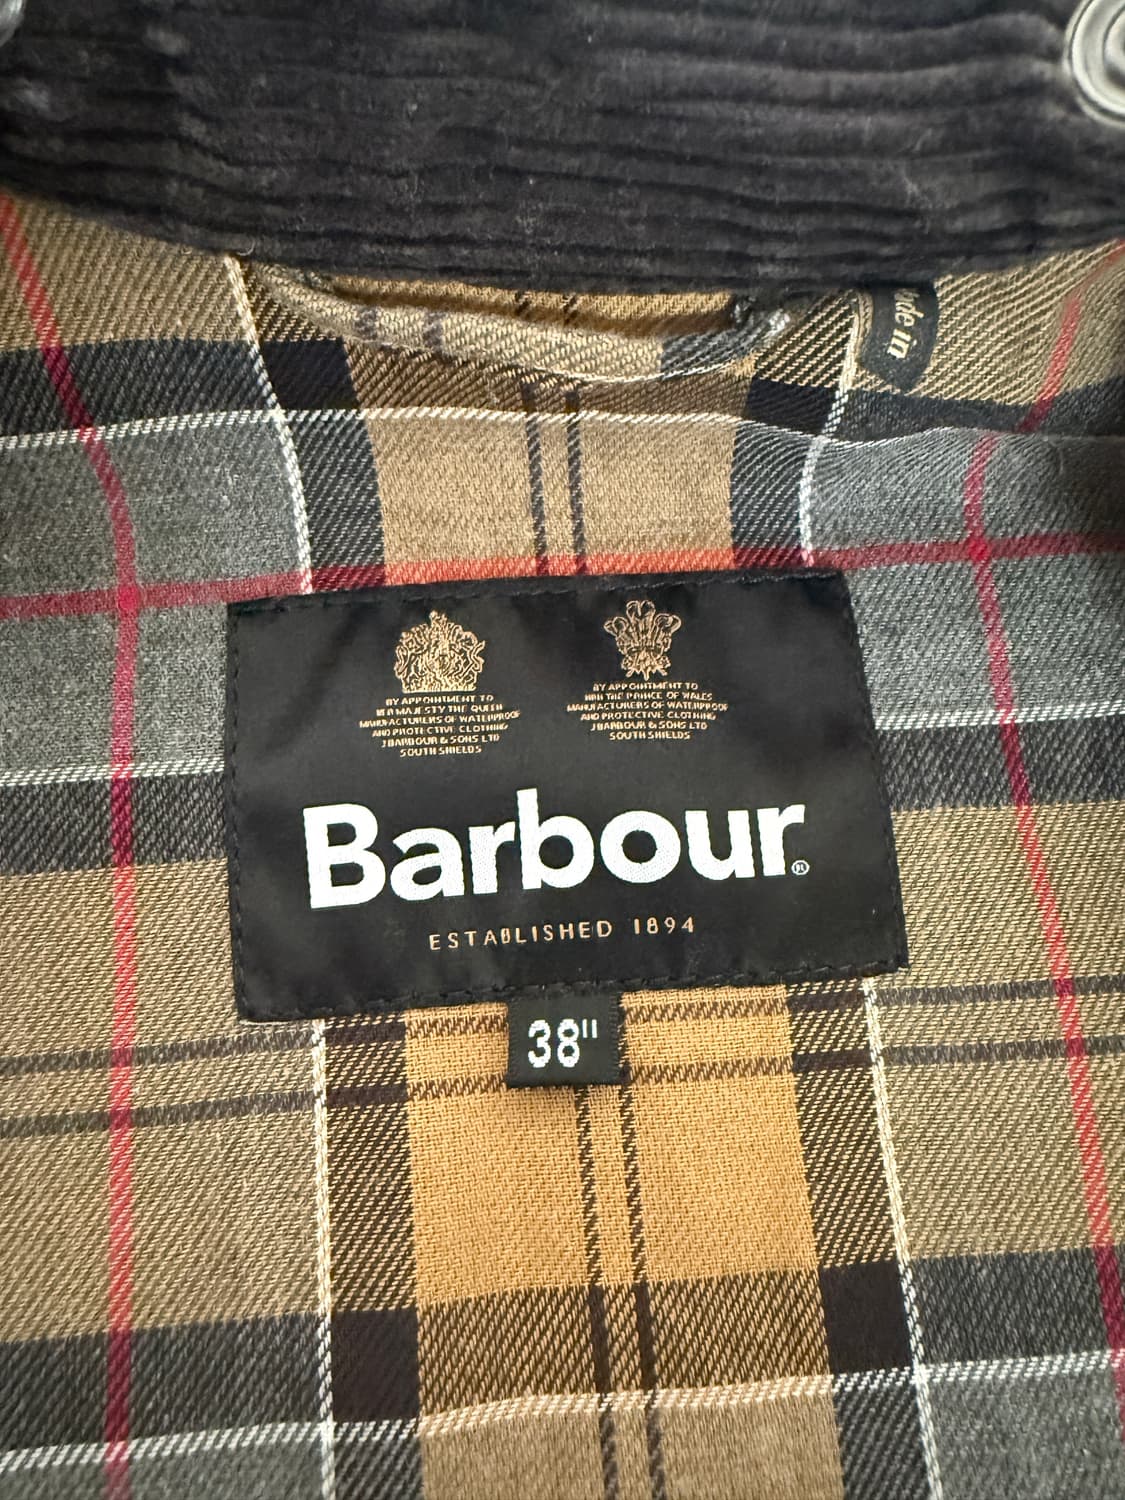 ade in
BY APPOINTMENT TO
HER MAJESTY THE QUEEN
MANUFACTURERS OF WATERPROOF
AND PROTECTIVE CLOTHING
J BARBOUR & SONS LTD
SOUTH SHIELDS
BY APPOINTMENT TO
HRH THE PRINCE OF WALES
MANUFACTURERS OF WATERPROOF
AND PROTECTIVE CLOTHING
J BARBOUR & SONS LTD
SOUTH SHIELDS
Barbour®
ESTABLISHED 1894
38"